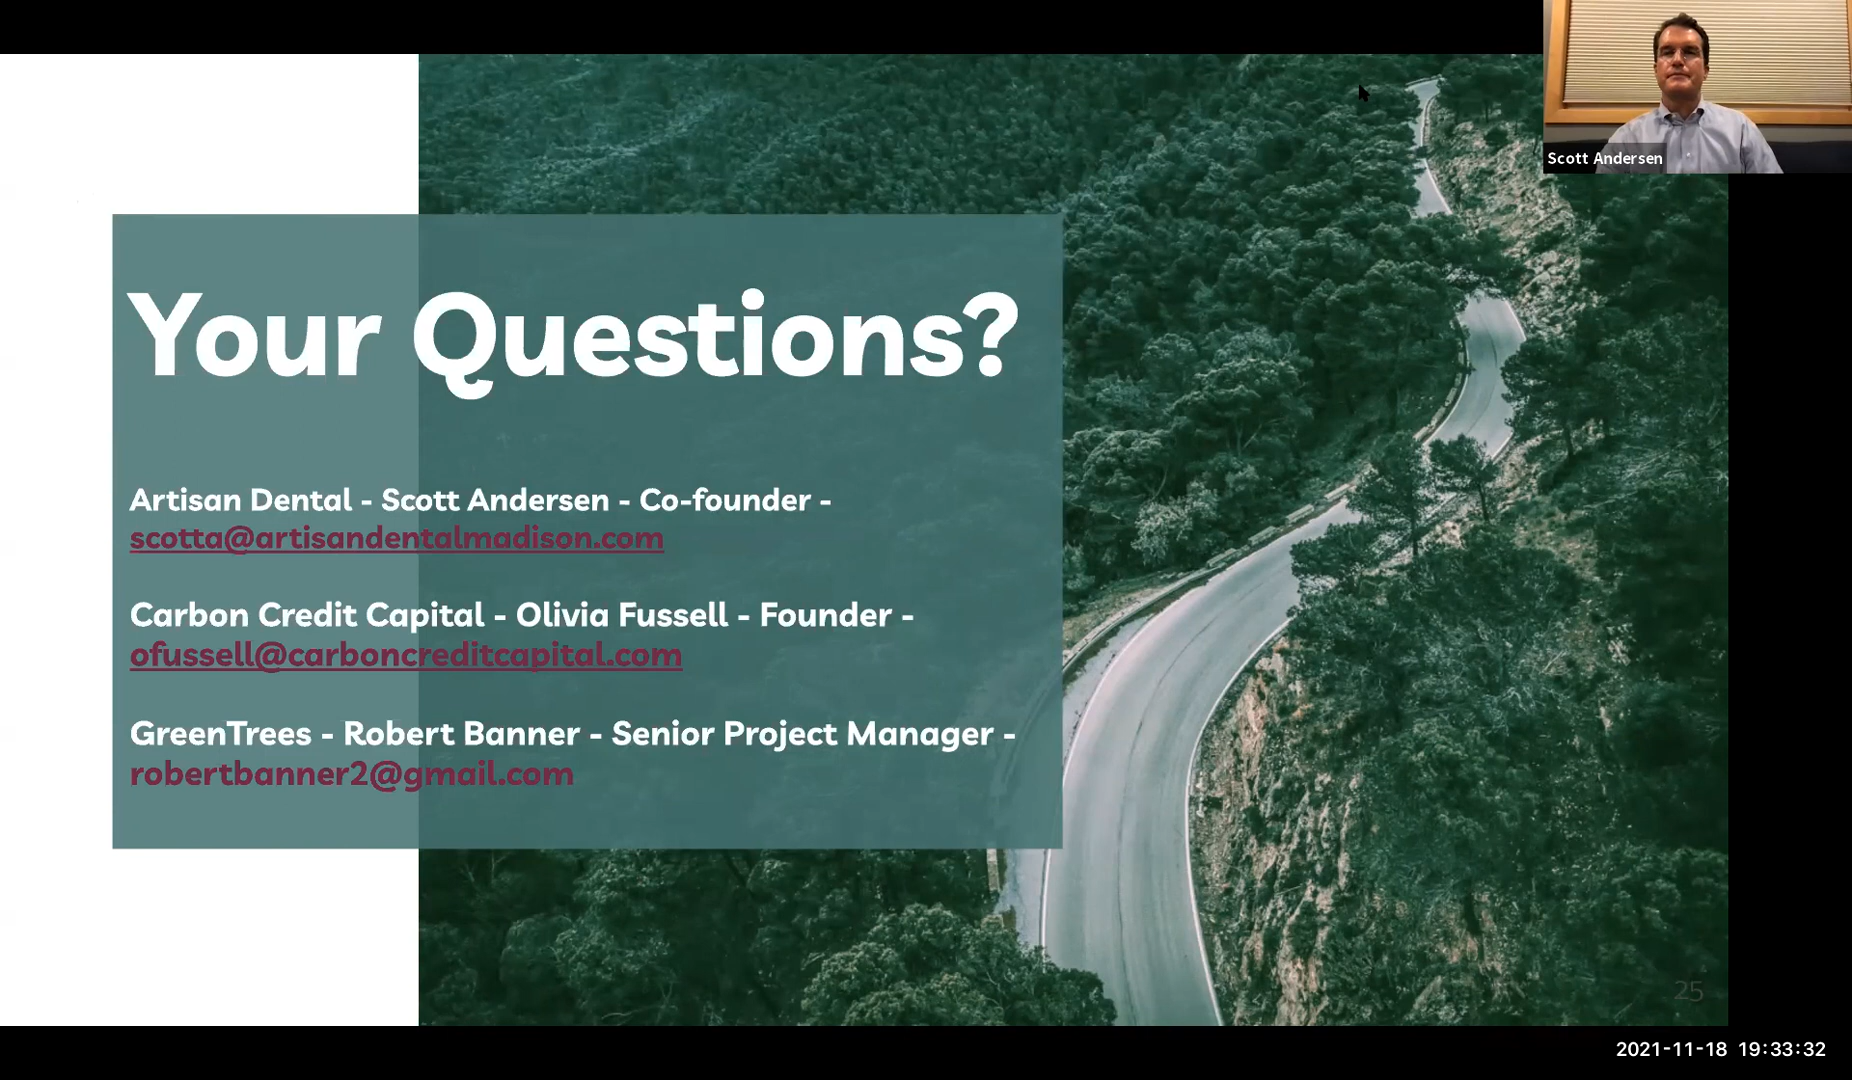 Scott Andersen
Your Questions?
Artisan Dental - Scott Andersen - Co-founder -
scotta@artisandentalmadison.com
Carbon Credit Capital - Olivia Fussell - Founder -
ofussell@carboncreditcapital.com
GreenTrees - Robert Banner - Senior Project Manager -
robertbanner2@gmail.com
25
2021-11-18 19:33:32